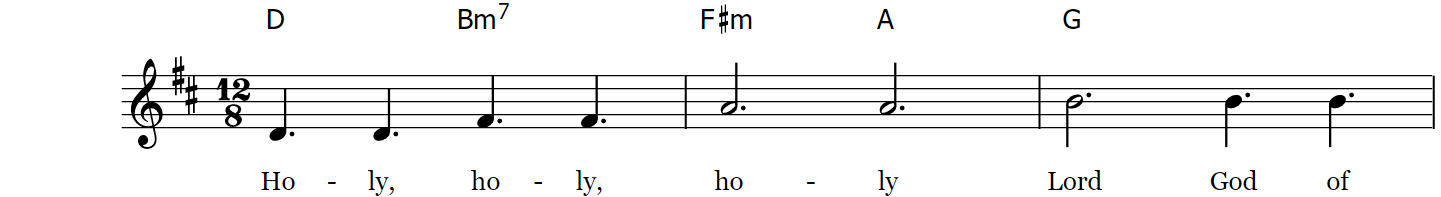 D Bm7 F♯m A G
12
8
Ho - ly, ho - ly, ho - ly Lord God of